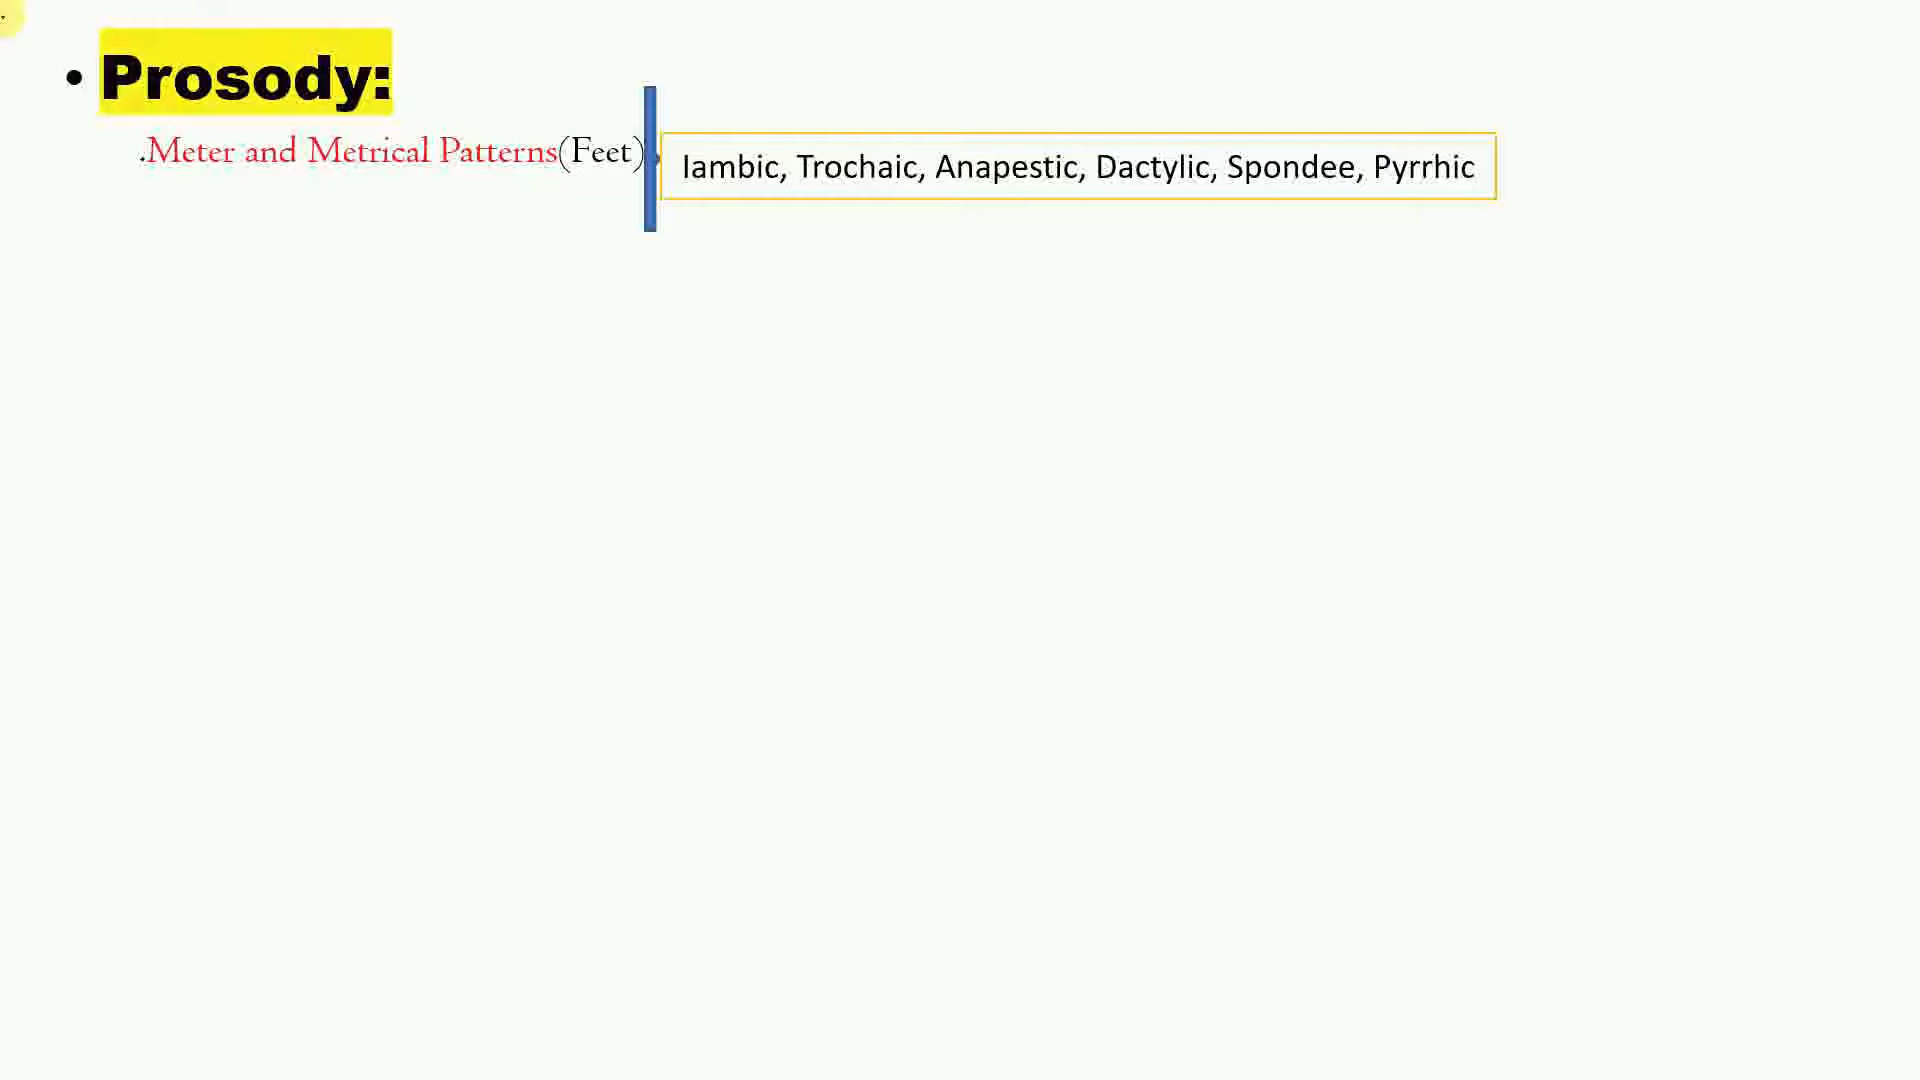 • Prosody:
.Meter and Metrical Patterns(Feet)
Iambic, Trochaic, Anapestic, Dactylic, Spondee, Pyrrhic